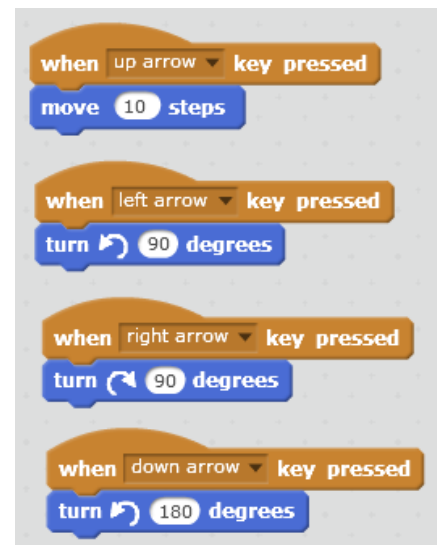 when up arrow key pressed
move 10 steps
when left arrow key pressed
turn 90 degrees
when right arrow key pressed
turn 90 degrees
when down arrow key pressed
turn 180 degrees